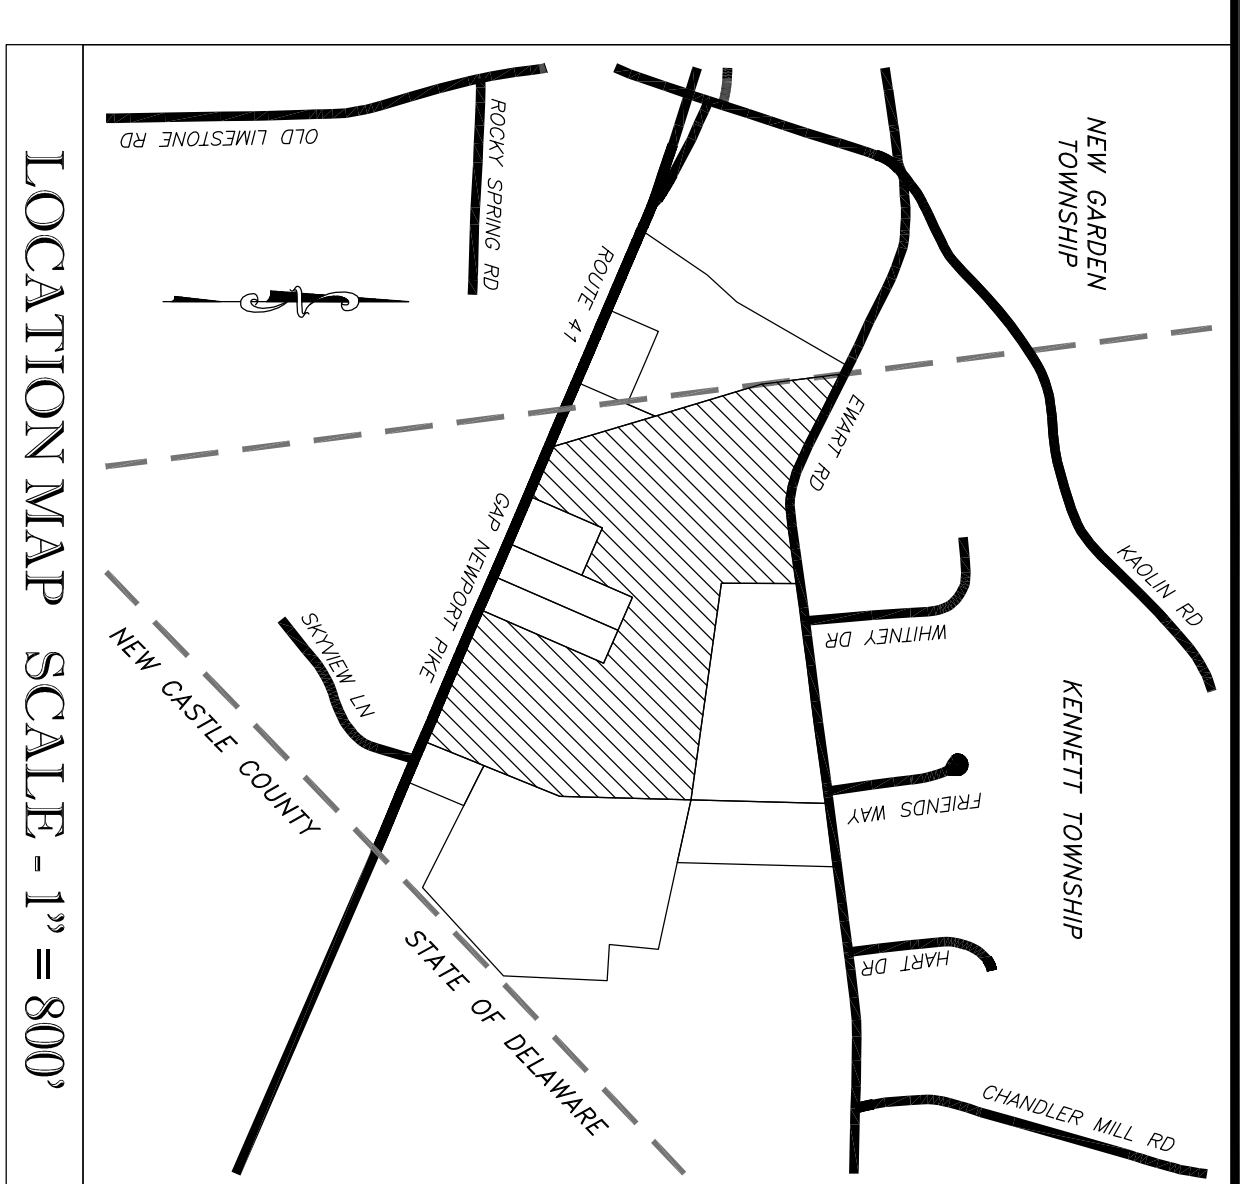 NEW GARDEN
TOWNSHIP
KAOLIN RD
KENNETT TOWNSHIP
CHANDLER MILL RD
EWART RD
WHITNEY DR
FRIENDS WAY
HART DR
ROUTE 41
GAP NEWPORT PIKE
ROCKY SPRING RD
OLD LIMESTONE RD
SKYVIEW LN
NEW CASTLE COUNTY
STATE OF DELAWARE
LOCATION MAP SCALE - 1” = 800’